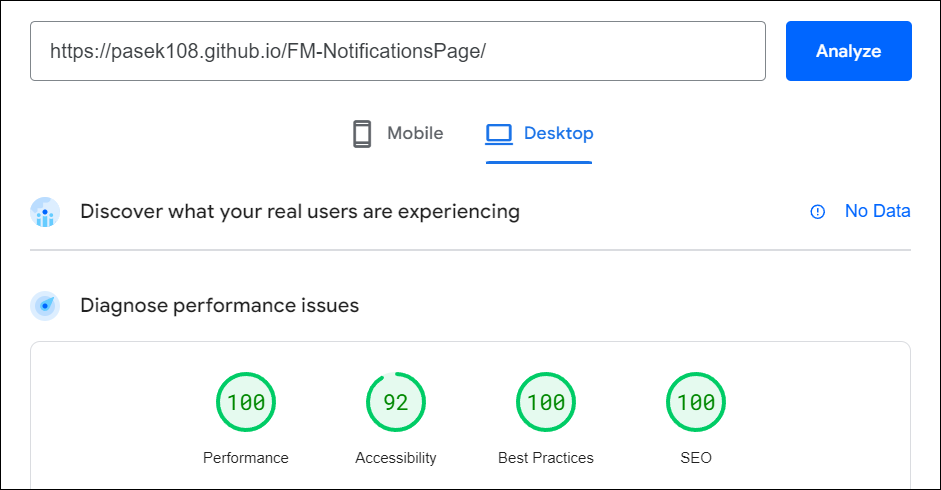 https://pasek108.github.io/FM-NotificationsPage/ Analyze
Mobile Desktop
Discover what your real users are experiencing No Data
Diagnose performance issues
100 92 100 100
Performance Accessibility Best Practices SEO